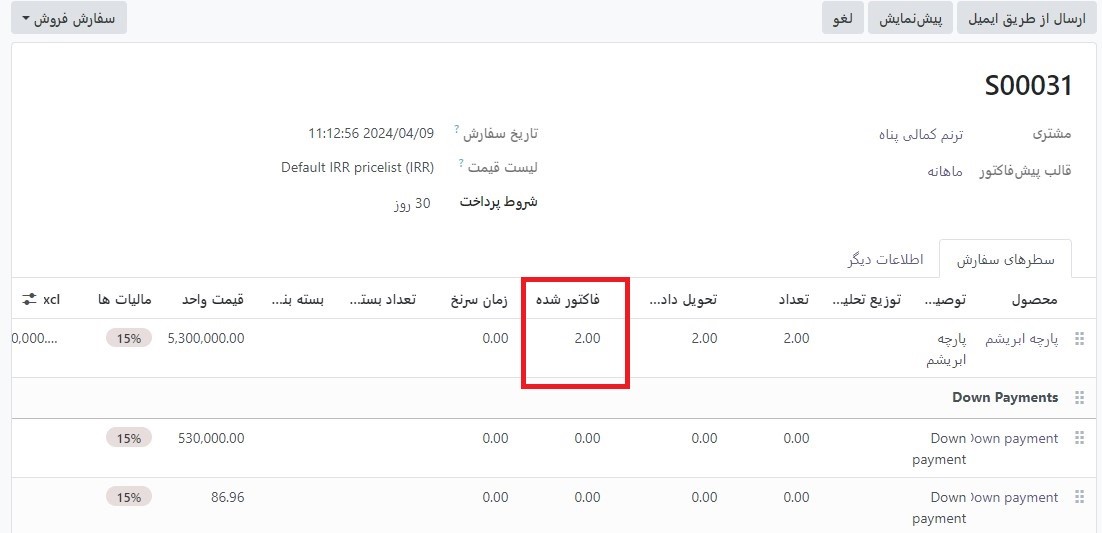 ارسال از طریق ایمیل پیش‌نمایش لغو سفارش فروش
S00031
مشتری ترنم کمالی پناه تاریخ سفارش ? 2024/04/09 11:12:56
قالب پیش‌فاکتور ماهانه لیست قیمت ? Default IRR pricelist (IRR)
شروط پرداخت 30 روز
سطرهای سفارش اطلاعات دیگر
محصول توصی... توزیع تحلی... تعداد تحویل داد... فاکتور شده زمان سرنخ تعداد بست... بسته بن... قیمت واحد مالیات ها xcl
پارچه ابریشم پارچه 2.00 2.00 2.00 0.00 5,300,000.00 15% 0,000....
ابریشم
Down Payments
Down payment Down 0.00 0.00 0.00 0.00 530,000.00 15%
payment
Down payment Down 0.00 0.00 0.00 0.00 86.96 15%
payment